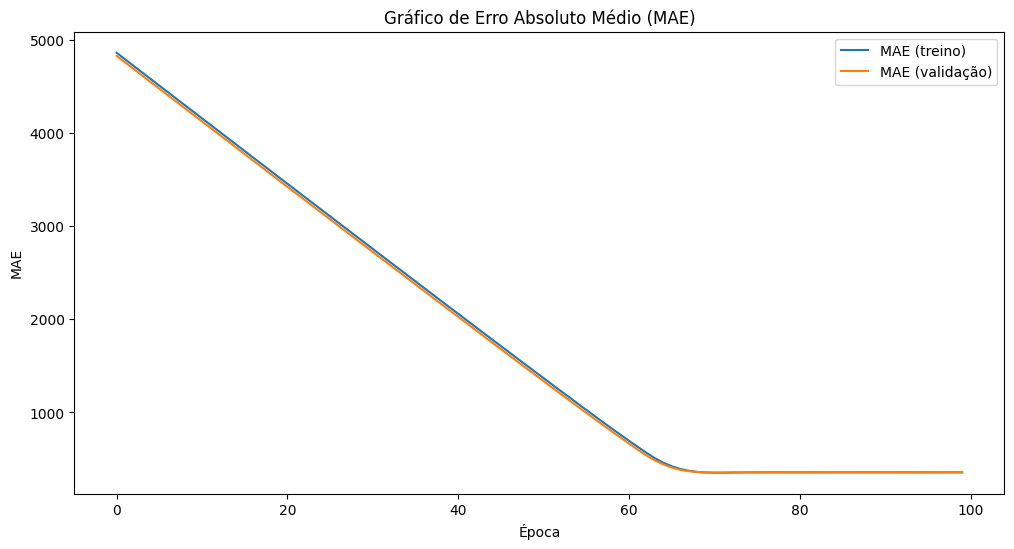 Gráfico de Erro Absoluto Médio (MAE)
5000
4000
3000
2000
1000
MAE
MAE (treino)
MAE (validação)
0 20 40 60 80 100
Época